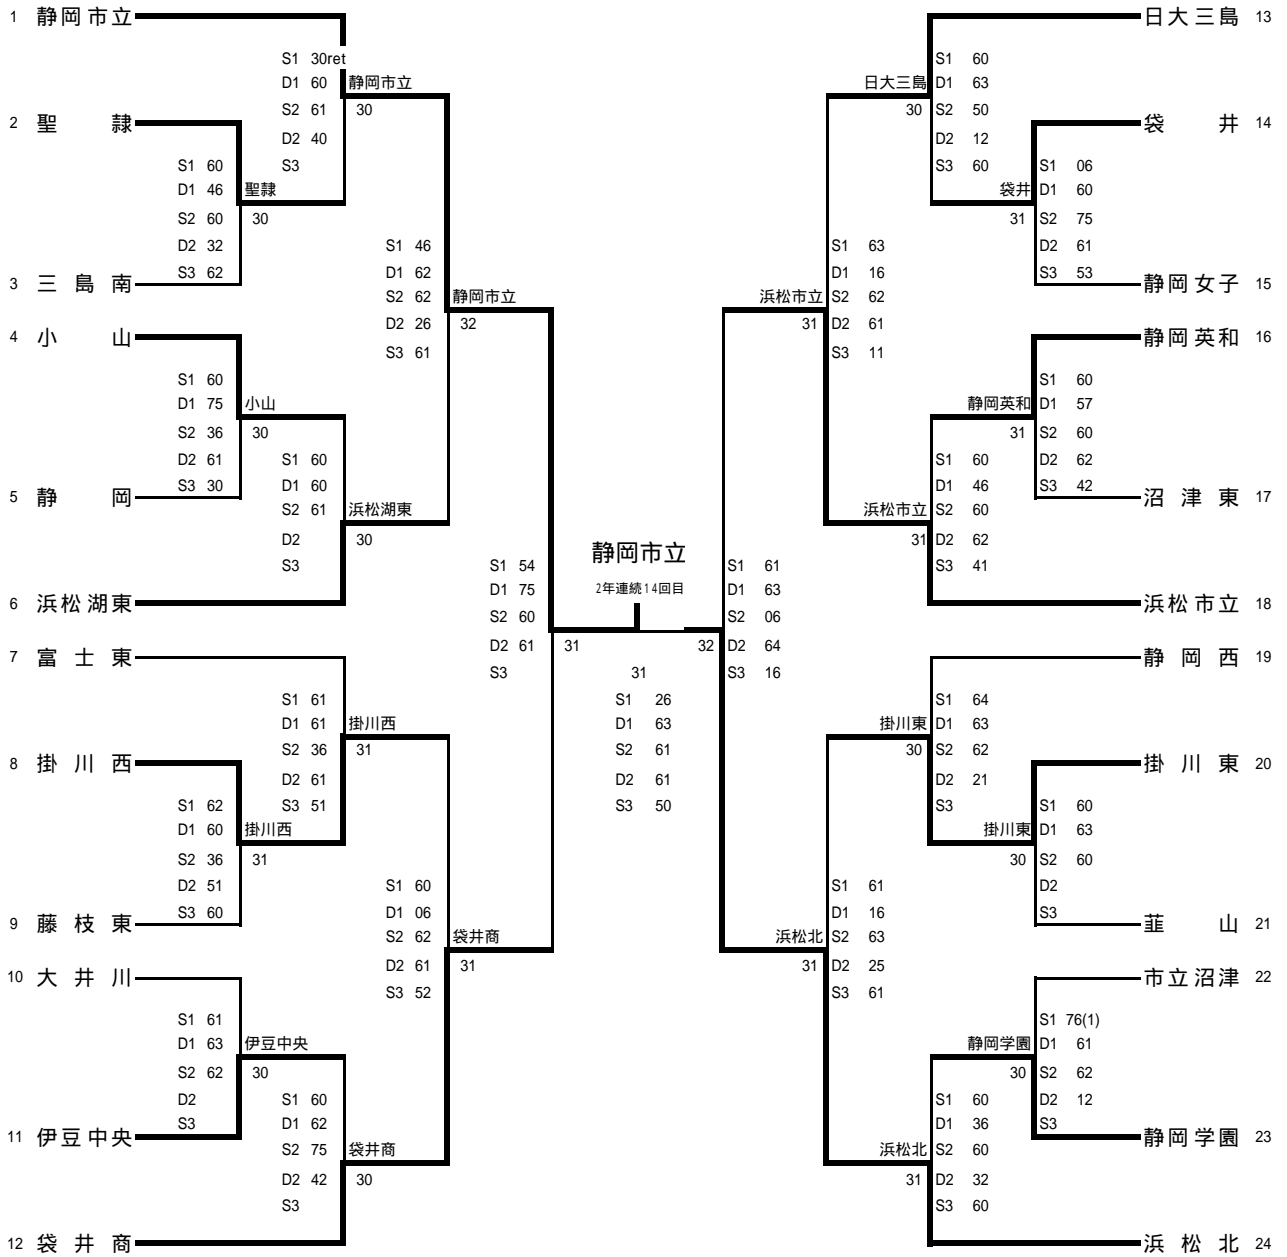 1 静岡市立
S1 30ret
D1 60
静岡市立
S2 61
30
D2 40
S3
2 聖 隷
S1 60
D1 46
聖隷
S2 60
30
D2 32
S3 62
3 三島南
S1 46
D1 62
静岡市立
S2 62
32
D2 26
S3 61
4 小 山
S1 60
D1 75
小山
S2 36
30
D2 61
S3 30
5 静 岡
S1 60
D1 60
浜松湖東
S2 61
30
D2
S3
6 浜松湖東
S1 54
D1 75
S2 60
D2 61
31
S3
7 富士東
S1 61
D1 61
掛川西
S2 36
31
D2 61
S3 51
8 掛川西
S1 62
D1 60
掛川西
S2 36
31
D2 51
S3 60
9 藤枝東
S1 60
D1 06
袋井商
S2 62
31
D2 61
S3 52
10 大井川
S1 61
D1 63
伊豆中央
S2 62
30
D2
S3
11 伊豆中央
S1 60
D1 62
袋井商
S2 75
30
D2 42
S3
12 袋井商
静岡市立
2年連続14回目
31
S1 26
D1 63
S2 61
D2 61
S3 50
日大三島 13
S1 60
日大三島
D1 63
30
S2 50
D2 12
S3 60
袋 井 14
S1 06
袋井
D1 60
31
S2 75
D2 61
S3 53
静岡女子 15
S1 63
D1 16
浜松市立
S2 62
31
D2 61
S3 11
静岡英和 16
S1 60
静岡英和
D1 57
31
S2 60
D2 62
S3 42
沼津東 17
S1 60
D1 46
浜松市立
S2 60
31
D2 62
S3 41
浜松市立 18
S1 61
D1 63
S2 06
32
D2 64
S3 16
静岡西 19
S1 64
掛川東
D1 63
30
S2 62
D2 21
S3
掛川東 20
S1 60
掛川東
D1 63
30
S2 60
D2
S3
韮 山 21
S1 61
D1 16
浜松北
S2 63
31
D2 25
S3 61
市立沼津 22
S1 76(1)
静岡学園
D1 61
30
S2 62
D2 12
S3
静岡学園 23
S1 60
D1 36
浜松北
S2 60
31
D2 32
S3 60
浜松北 24